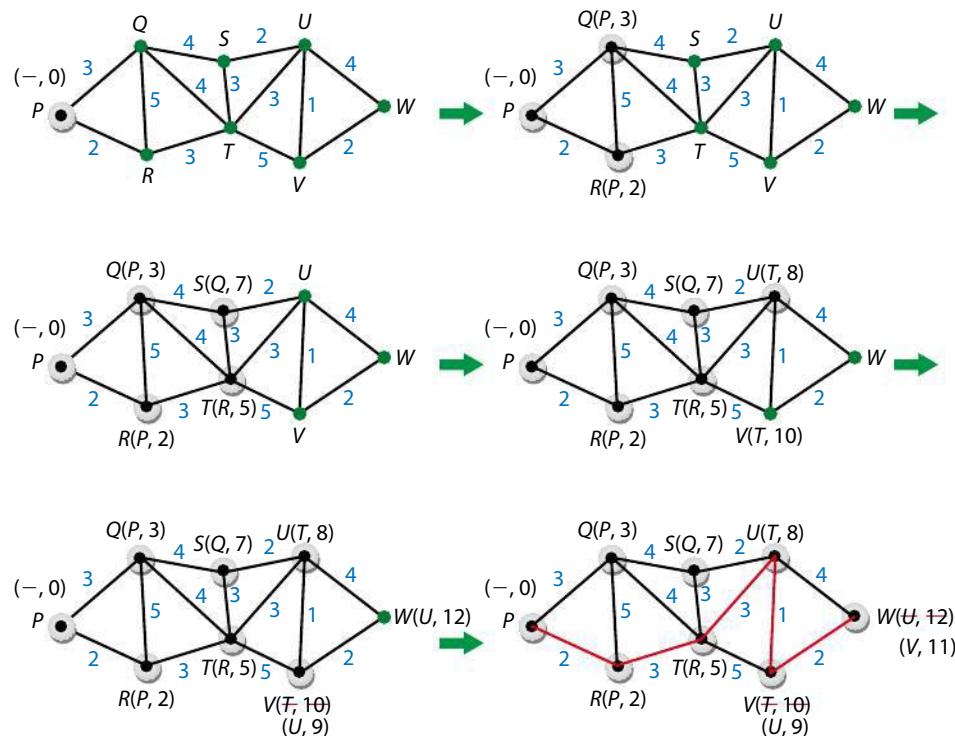 Q
4
S
2
U
(−, 0)
3
4
3
4
P
5
3
1
W
2
3
5
2
R
T
V
Q(P, 3)
4
S
2
U
(−, 0)
3
4
3
4
P
5
3
1
W
2
3
5
2
R(P, 2)
T
V
Q(P, 3)
4
S(Q, 7)
2
U
(−, 0)
3
4
3
4
P
5
3
1
W
2
3
T(R, 5)
5
2
R(P, 2)
V
Q(P, 3)
4
S(Q, 7)
2
U(T, 8)
(−, 0)
3
4
3
4
P
5
3
1
W
2
3
T(R, 5)
5
2
R(P, 2)
V(T, 10)
Q(P, 3)
4
S(Q, 7)
2
U(T, 8)
(−, 0)
3
4
3
4
P
5
3
1
W(U, 12)
2
3
T(R, 5)
5
2
R(P, 2)
V(T, 10)
(U, 9)
Q(P, 3)
4
S(Q, 7)
2
U(T, 8)
(−, 0)
3
4
3
4
P
5
3
1
W(U, 12)
(V, 11)
2
3
T(R, 5)
5
2
R(P, 2)
V(T, 10)
(U, 9)